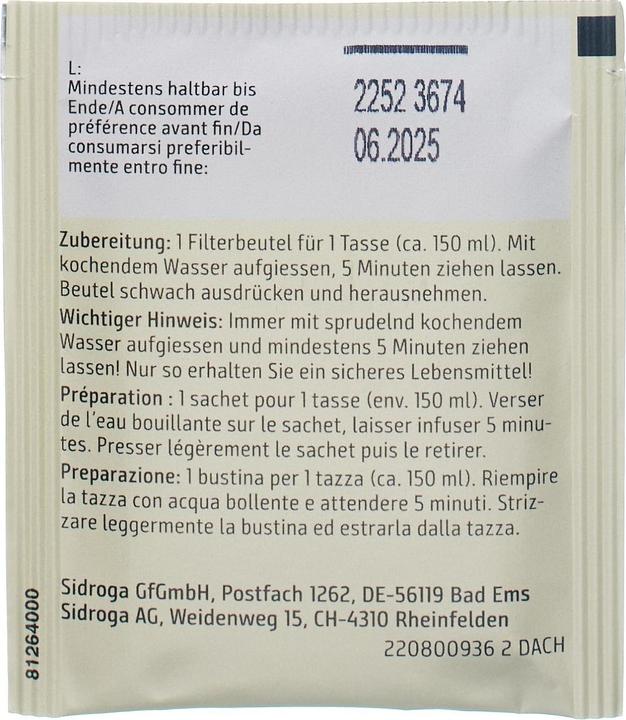 L:
Mindestens haltbar bis
Ende/A consommer de
préférence avant fin/Da
consumarsi preferibil-
mente entro fine:
2252 3674
06.2025
Zubereitung: 1 Filterbeutel für 1 Tasse (ca. 150 ml). Mit
kochendem Wasser aufgiessen, 5 Minuten ziehen lassen.
Beutel schwach ausdrücken und herausnehmen.
Wichtiger Hinweis: Immer mit sprudelnd kochendem
Wasser aufgiessen und mindestens 5 Minuten ziehen
lassen! Nur so erhalten Sie ein sicheres Lebensmittel!
Préparation : 1 sachet pour 1 tasse (env. 150 ml). Verser
de l'eau bouillante sur le sachet, laisser infuser 5 minu-
tes. Presser légèrement le sachet puis le retirer.
Preparazione: 1 bustina per 1 tazza (ca. 150 ml). Riempire
la tazza con acqua bollente e attendere 5 minuti. Striz-
zare leggermente la bustina ed estrarla dalla tazza.
Sidroga GfGmbH, Postfach 1262, DE-56119 Bad Ems
Sidroga AG, Weidenweg 15, CH-4310 Rheinfelden
220800936 2 DACH
81264000